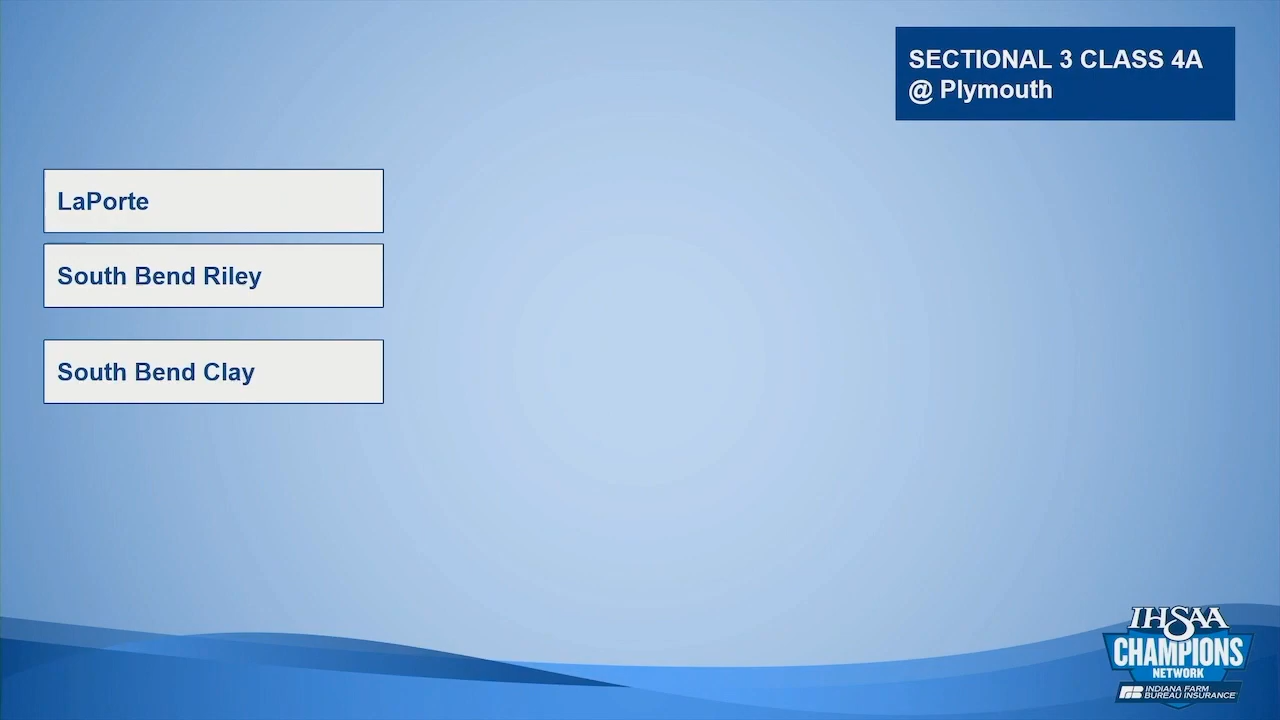 SECTIONAL 3 CLASS 4A
@ Plymouth
LaPorte
South Bend Riley
South Bend Clay
IHSAA
CHAMPIONS
NETWORK
INDIANA FARM
BUREAU INSURANCE